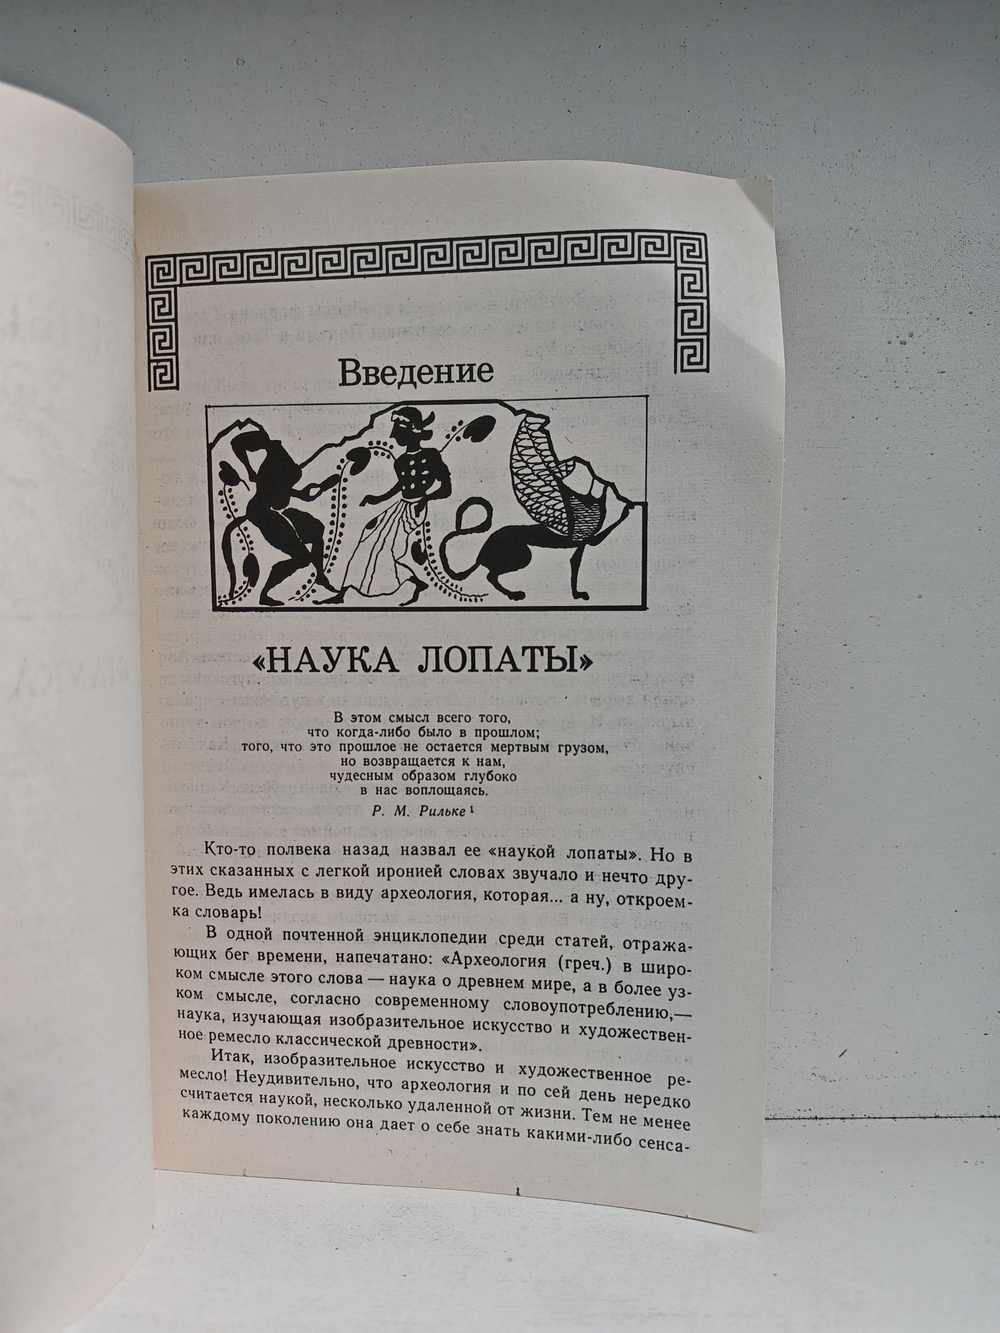 Введение
«НАУКА ЛОПАТЫ»
В этом смысл всего того,
что когда-либо было в прошлом;
того, что это прошлое не остается мертвым грузом,
но возвращается к нам,
чудесным образом глубоко
в нас воплощаясь.
Р. М. Рильке ¹
Кто-то полвека назад назвал ее «наукой лопаты». Но в
этих сказанных с легкой иронией словах звучало и нечто дру-
гое. Ведь имелась в виду археология, которая... а ну, откроем-
ка словарь!
В одной почтенной энциклопедии среди статей, отража-
ющих бег времени, напечатано: «Археология (греч.) в широ-
ком смысле этого слова — наука о древнем мире, а в более уз-
ком смысле, согласно современному словоупотреблению,—
наука, изучающая изобразительное искусство и художествен-
ное ремесло классической древности».
Итак, изобразительное искусство и художественное ре-
месло! Неудивительно, что археология и по сей день нередко
считается наукой, несколько удаленной от жизни. Тем не менее
каждому поколению она дает о себе знать какими-либо сенса-